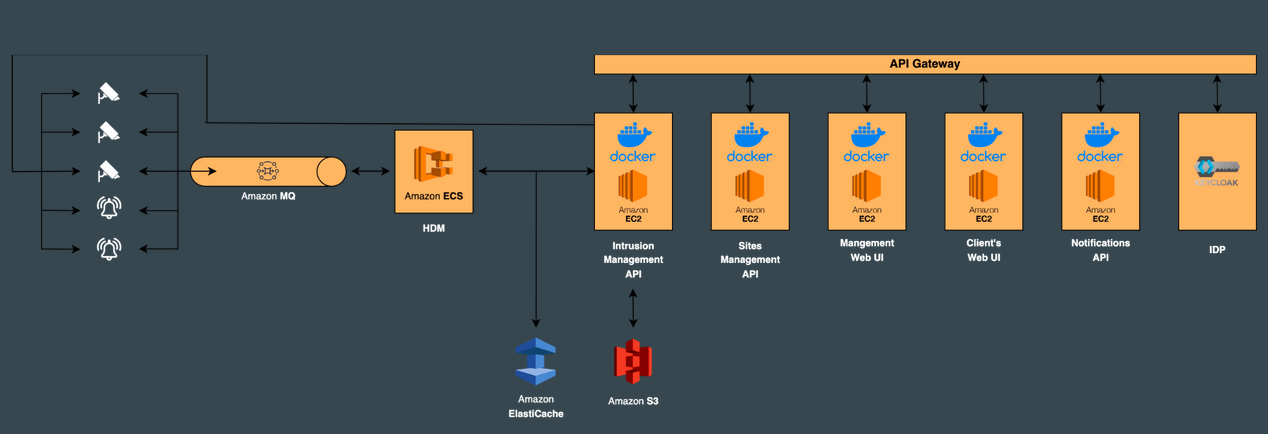 API Gateway
docker
Amazon
EC2
docker
Amazon
EC2
docker
Amazon
EC2
docker
Amazon
EC2
docker
Amazon
EC2
Amazon MQ
Amazon ECS
HDM
Intrusion
Management
API
Sites
Management
API
Mangement
Web UI
Client's
Web UI
Notifications
API
IDP
Amazon
ElastiCache
Amazon S3